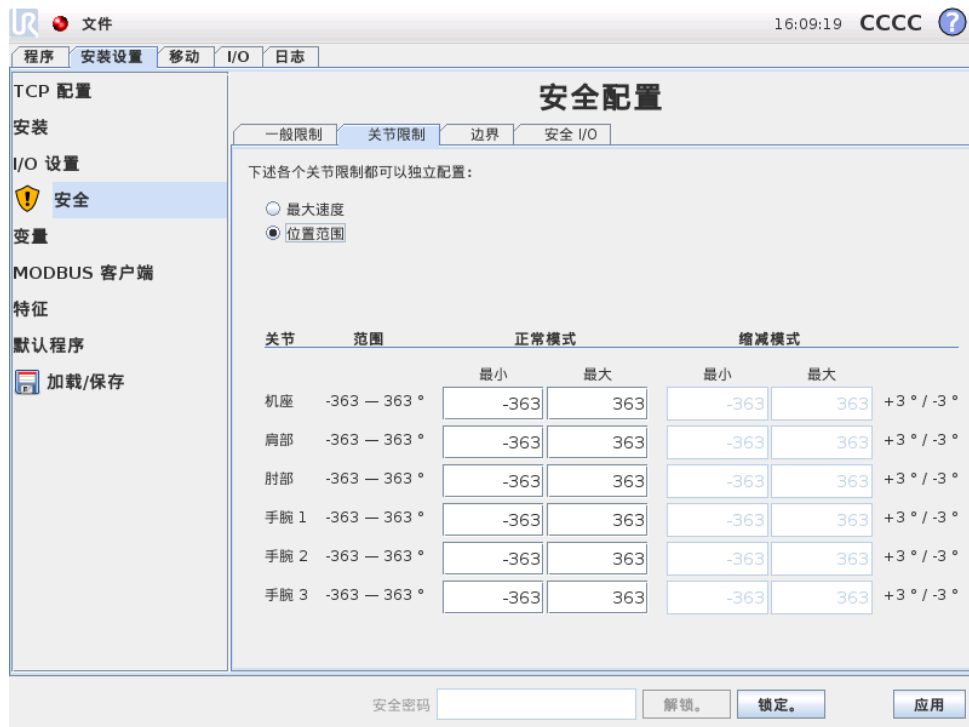 UR 文件 16:09:19 CCCC ?
程序 安装设置 移动 I/O 日志
TCP 配置
安装
I/O 设置
安全
变量
MODBUS 客户端
特征
默认程序
加载/保存
安全配置
一般限制 关节限制 边界 安全 I/O
下述各个关节限制都可以独立配置:
最大速度
位置范围
关节 范围 正常模式 缩减模式
最小 最大 最小 最大
机座 -363 — 363 ° -363 363 -363 363 +3 ° / -3 °
肩部 -363 — 363 ° -363 363 -363 363 +3 ° / -3 °
肘部 -363 — 363 ° -363 363 -363 363 +3 ° / -3 °
手腕 1 -363 — 363 ° -363 363 -363 363 +3 ° / -3 °
手腕 2 -363 — 363 ° -363 363 -363 363 +3 ° / -3 °
手腕 3 -363 — 363 ° -363 363 -363 363 +3 ° / -3 °
安全密码 解锁。 锁定。 应用